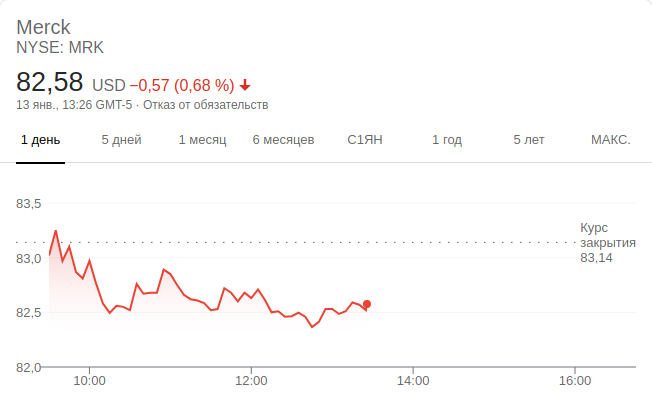 Merck
NYSE: MRK
82,58 USD −0,57 (0,68 %)
13 янв., 13:26 GMT-5 · Отказ от обязательств
1 день 5 дней 1 месяц 6 месяцев С1ЯН 1 год 5 лет МАКС.
83,5
Курс
закрытия
83,14
83,0
82,5
82,0
10:00 12:00 14:00 16:00